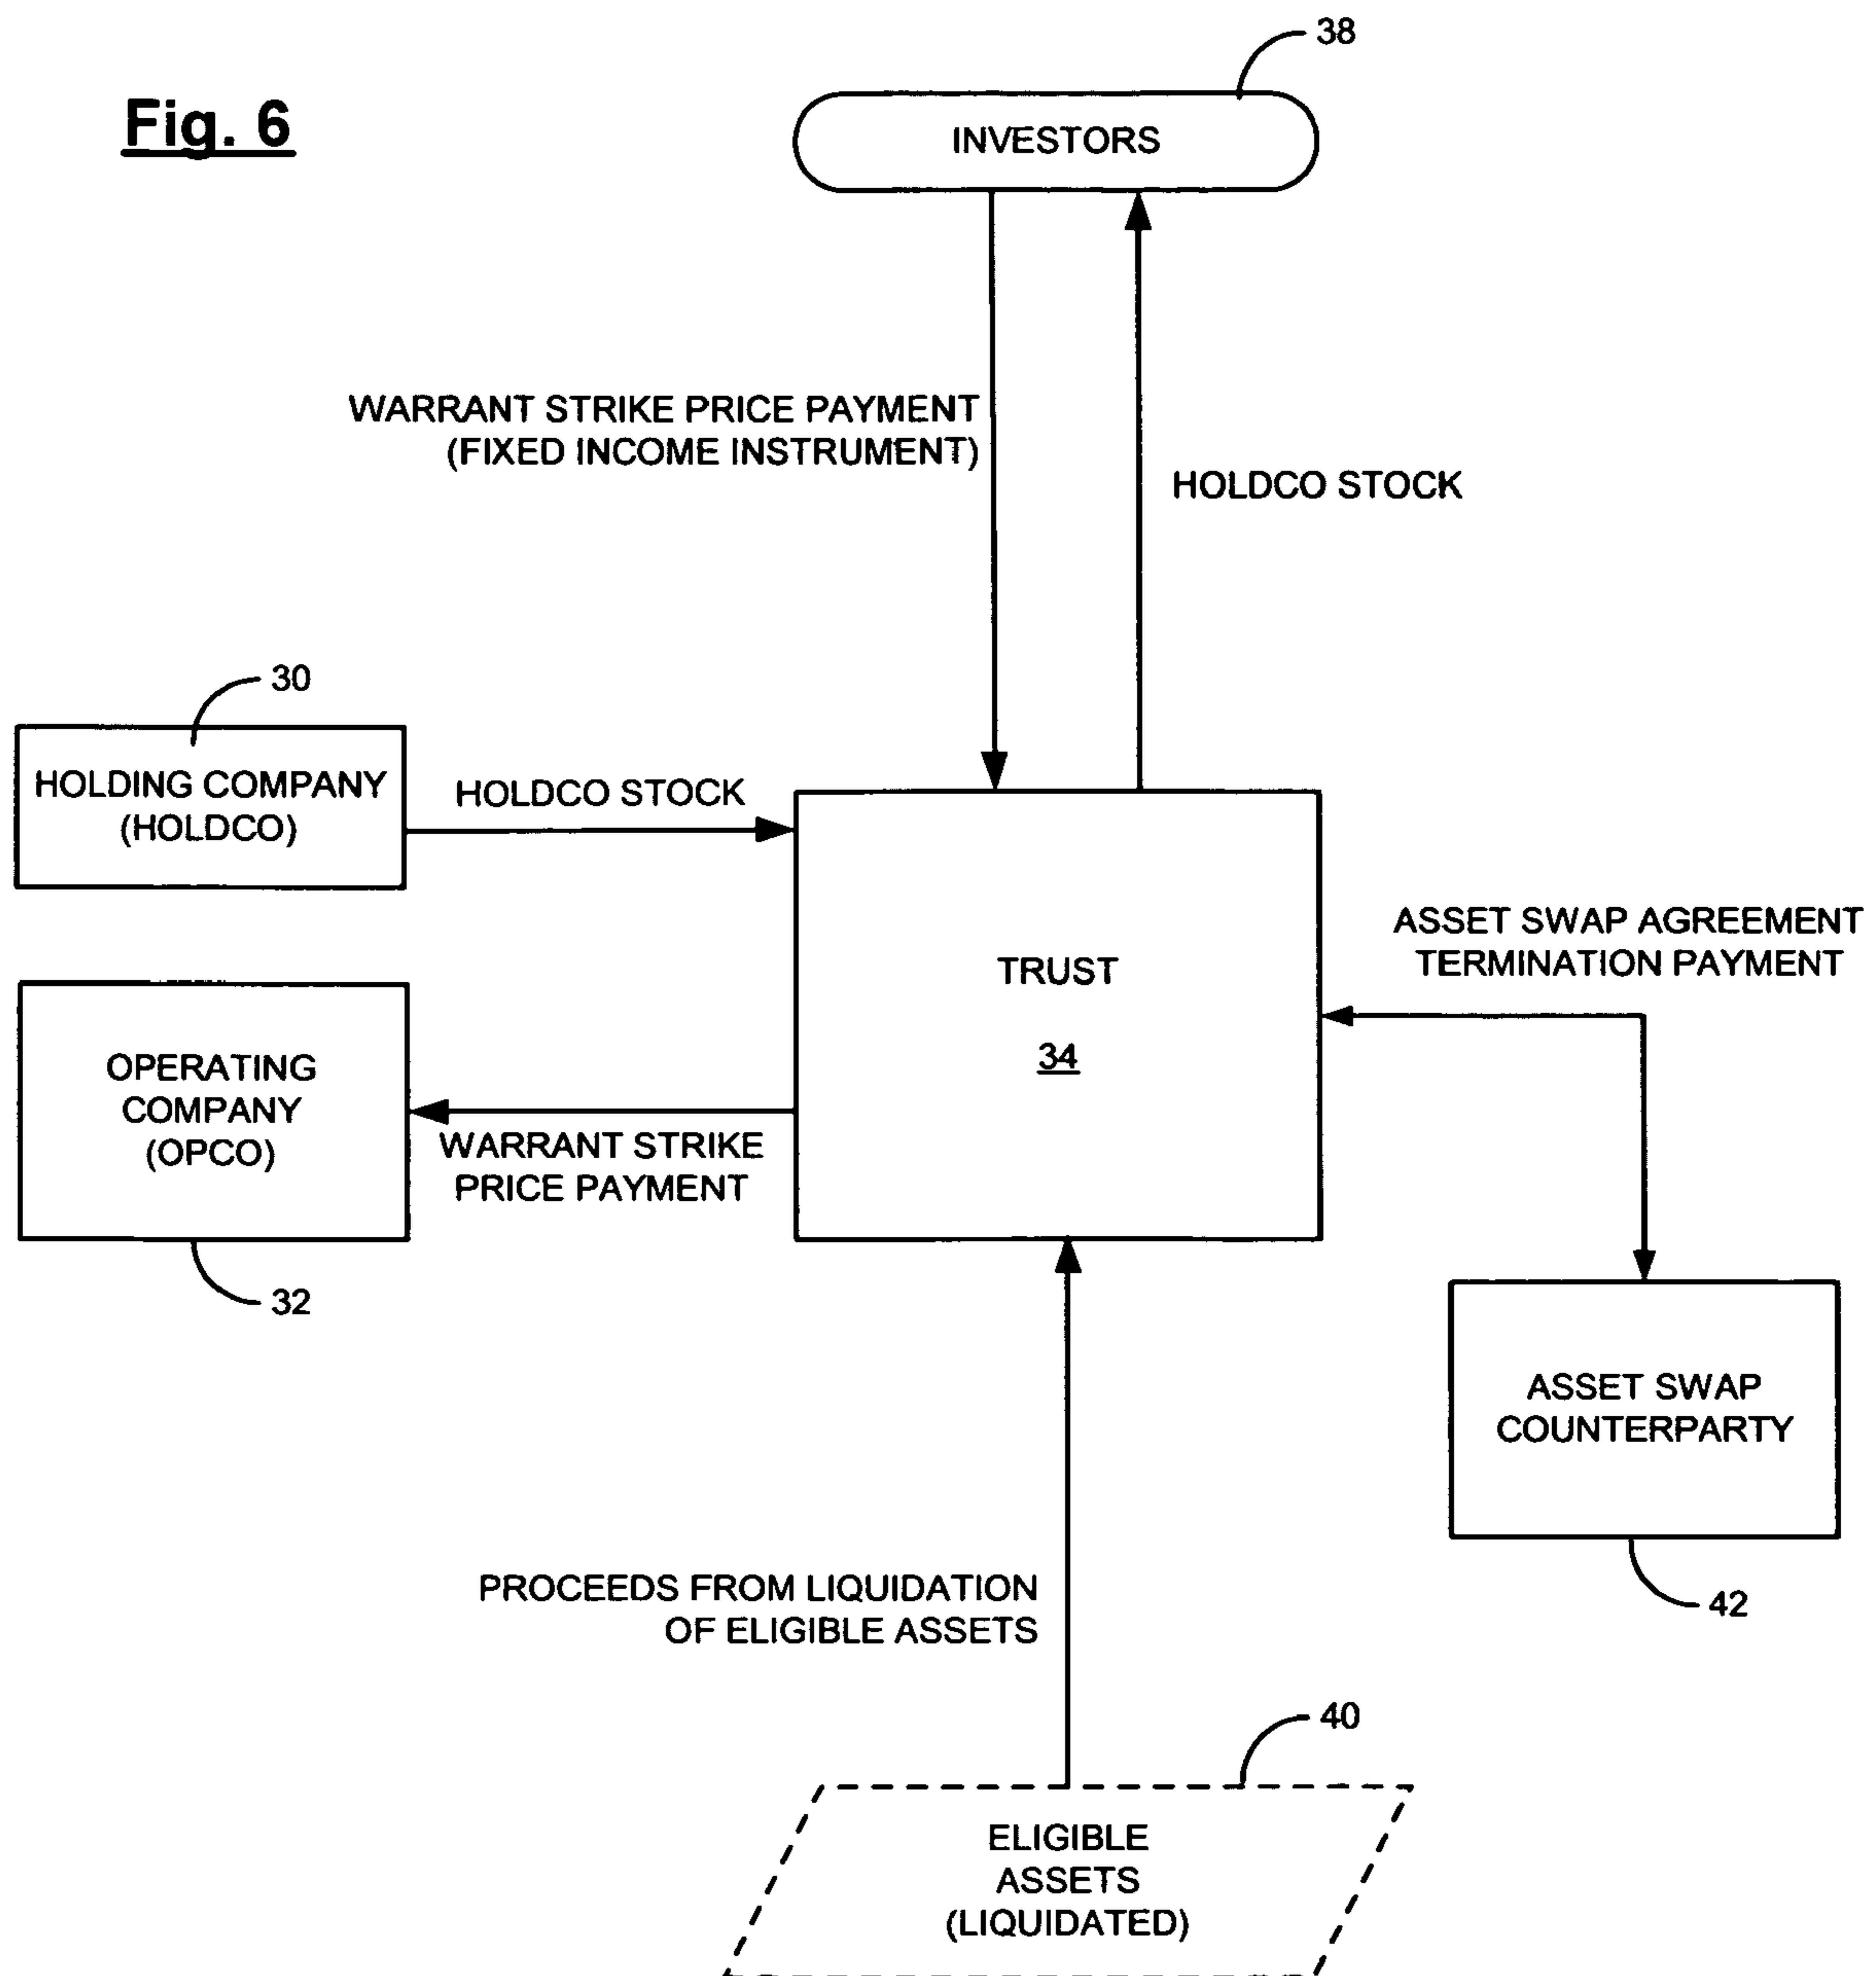 38
Fig. 6
INVESTORS
WARRANT STRIKE PRICE PAYMENT
(FIXED INCOME INSTRUMENT)
HOLDCO STOCK
30
HOLDING COMPANY
(HOLDCO)
HOLDCO STOCK
ASSET SWAP AGREEMENT
TERMINATION PAYMENT
TRUST
34
OPERATING
COMPANY
(OPCO)
WARRANT STRIKE
PRICE PAYMENT
32
ASSET SWAP
COUNTERPARTY
42
PROCEEDS FROM LIQUIDATION
OF ELIGIBLE ASSETS
40
ELIGIBLE
ASSETS
(LIQUIDATED)